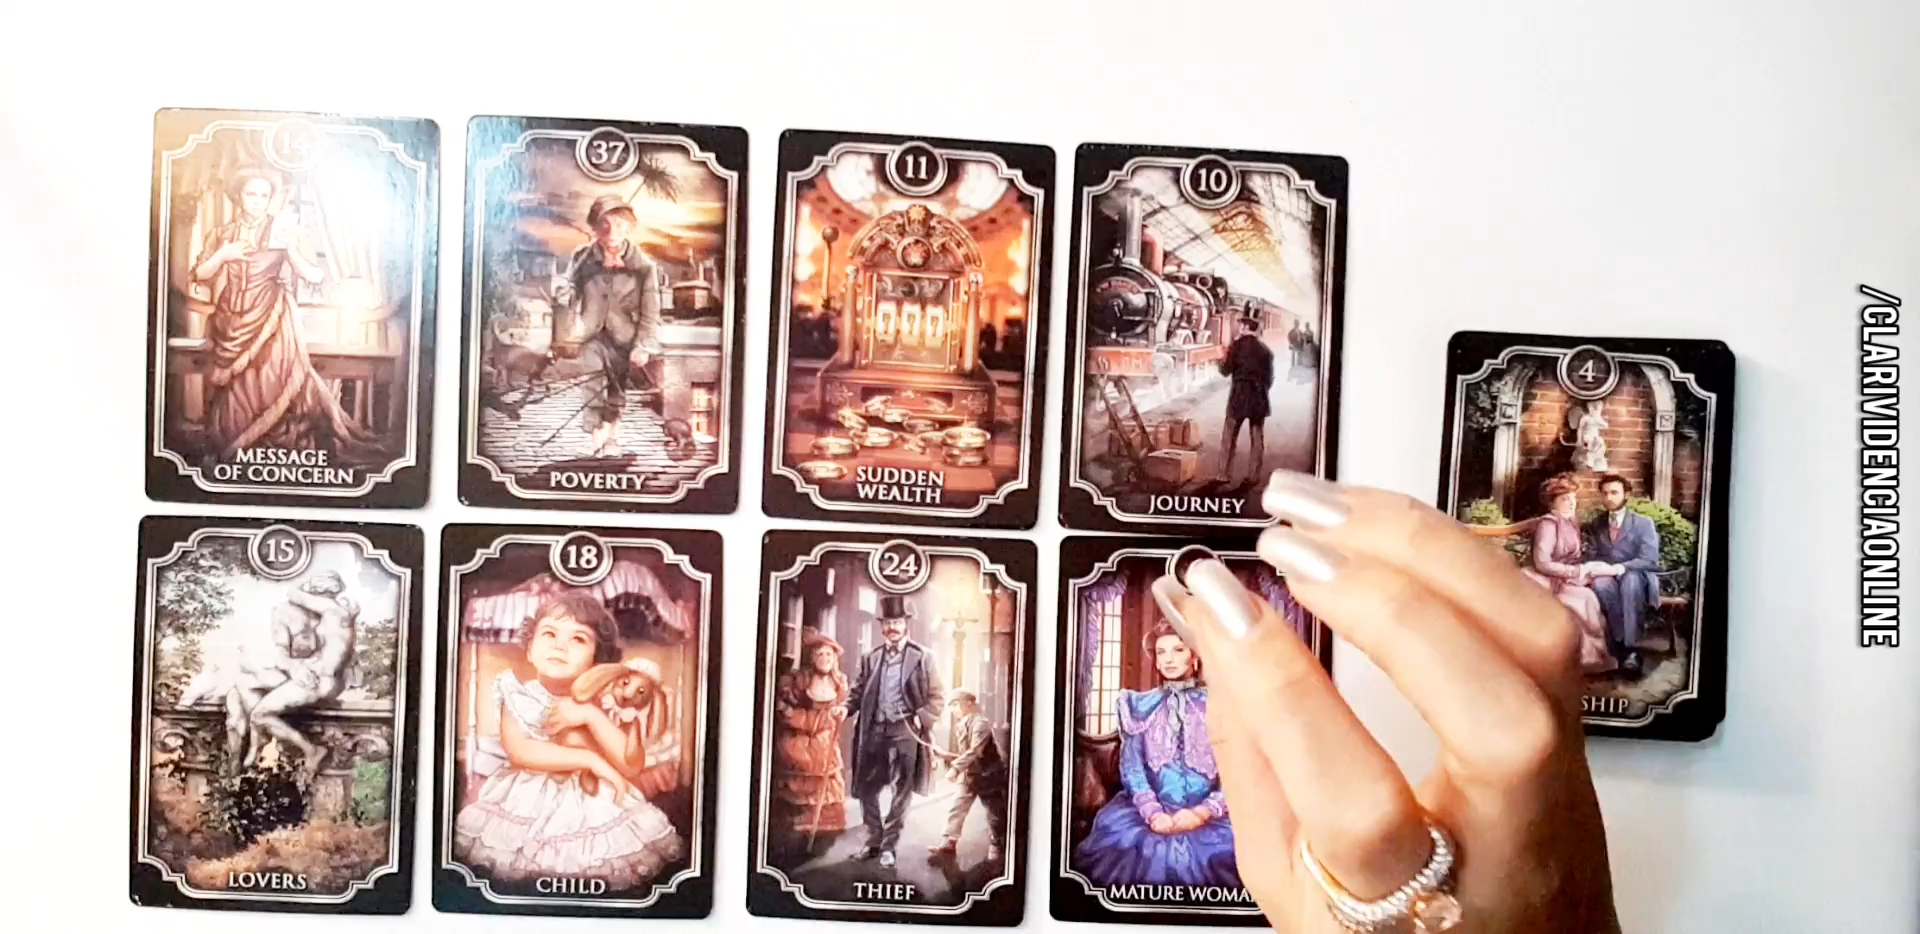 14
MESSAGE
OF CONCERN
37
POVERTY
11
777
SUDDEN
WEALTH
10
JOURNEY
15
LOVERS
18
CHILD
24
THIEF
MATURE
4
SHIP
/CLARIVIDENCIAONLINE